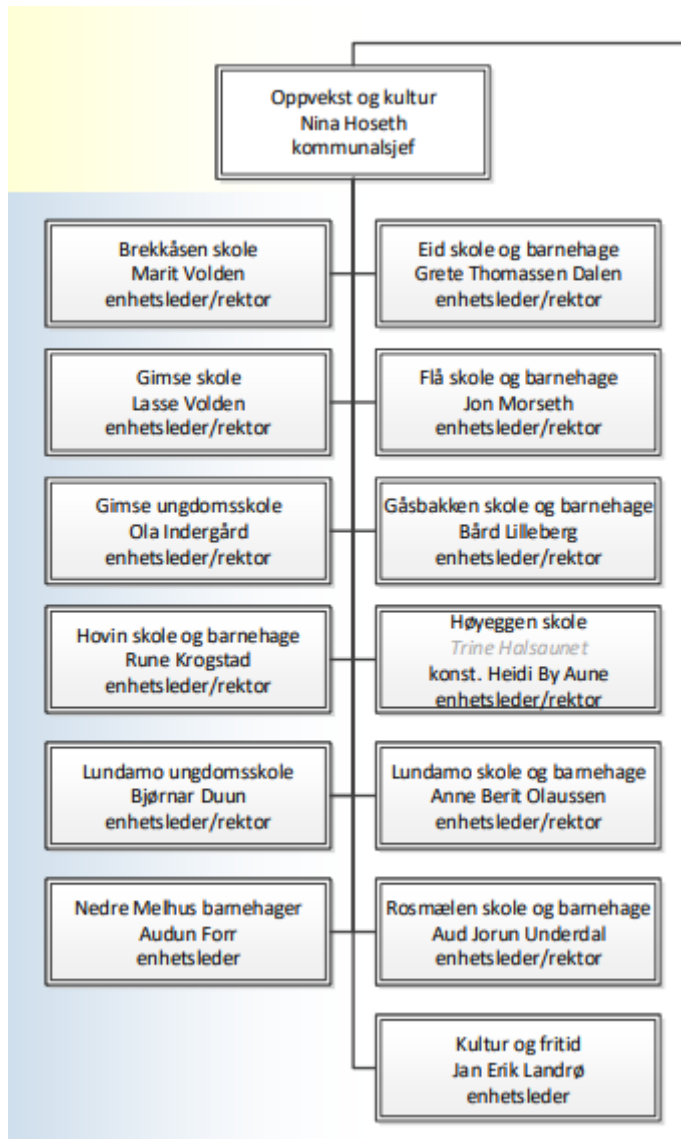 Oppvekst og kultur
Nina Hoseth
kommunalsjef
Brekkåsen skole
Marit Volden
enhetsleder/rektor
Eid skole og barnehage
Grete Thomassen Dalen
enhetsleder/rektor
Gimse skole
Lasse Volden
enhetsleder/rektor
Flå skole og barnehage
Jon Morseth
enhetsleder/rektor
Gimse ungdomsskole
Ola Indergård
enhetsleder/rektor
Gåsbakken skole og barnehage
Bård Lilleberg
enhetsleder/rektor
Hovin skole og barnehage
Rune Krogstad
enhetsleder/rektor
Høyeggen skole
Trine Halsaunet
konst. Heidi By Aune
enhetsleder/rektor
Lundamo ungdomsskole
Bjørnar Duun
enhetsleder/rektor
Lundamo skole og barnehage
Anne Berit Olaussen
enhetsleder/rektor
Nedre Melhus barnehager
Audun Forr
enhetsleder
Rosmælen skole og barnehage
Aud Jorun Underdal
enhetsleder/rektor
Kultur og fritid
Jan Erik Landrø
enhetsleder